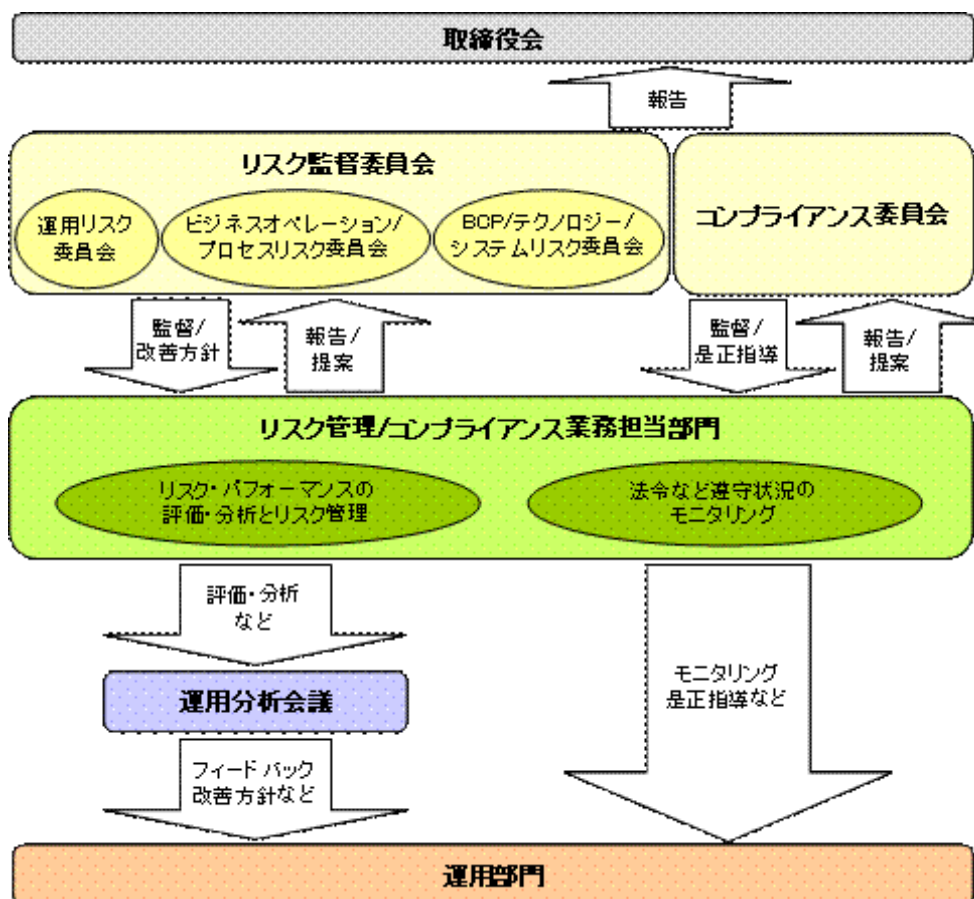 取締役会
報告
リスク監督委員会
運用リスク
委員会
ビジネスオペレーション/
プロセスリスク委員会
BCP/テクノロジー/
システムリスク委員会
コンプライアンス委員会
監督/
改善方針
報告/
提案
監督/
是正指導
報告/
提案
リスク管理/コンプライアンス業務担当部門
リスク・パフォーマンスの
評価・分析とリスク管理
法令など遵守状況の
モニタリング
評価・分析
など
運用分析会議
モニタリング
是正指導など
フィードバック
改善方針など
運用部門